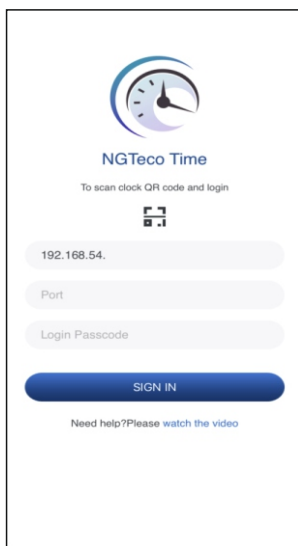 NGTeco Time
To scan clock QR code and login
192.168.54.
Port
Login Passcode
SIGN IN
Need help?Please watch the video